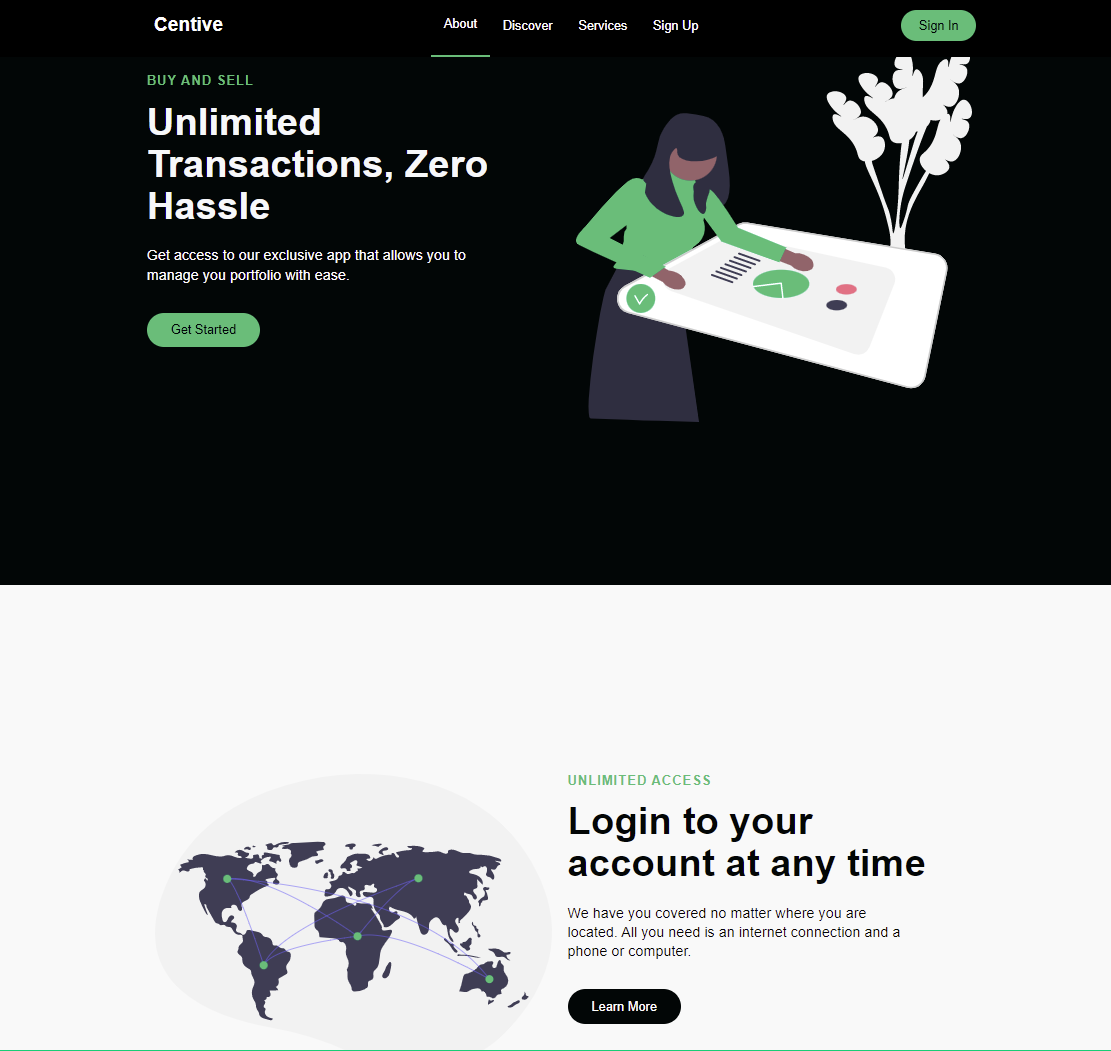 Centive
About
Discover
Services
Sign Up
Sign In
BUY AND SELL
Unlimited
Transactions, Zero
Hassle
Get access to our exclusive app that allows you to
manage you portfolio with ease.
Get Started
UNLIMITED ACCESS
Login to your
account at any time
We have you covered no matter where you are
located. All you need is an internet connection and a
phone or computer.
Learn More